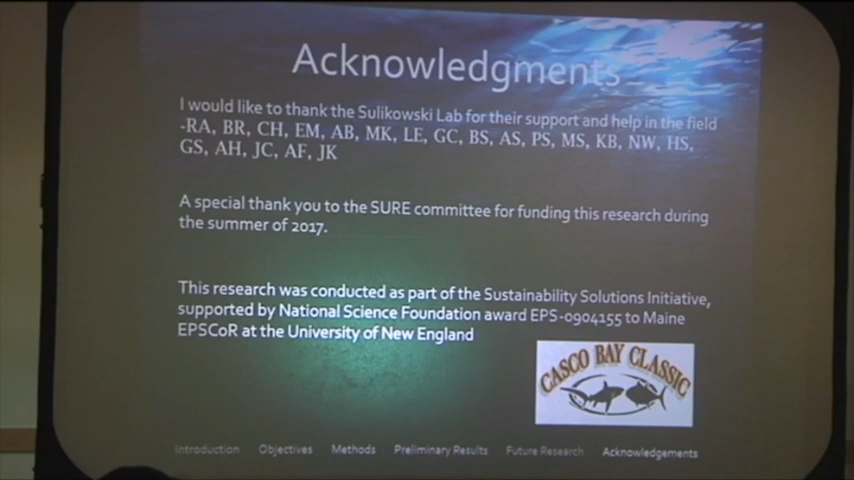 Acknowledgments
I would like to thank the Sulikowski Lab for their support and help in the field
-RA, BR, CH, EM, AB, MK, LE, GC, BS, AS, PS, MS, KB, NW, HS,
GS, AH, JC, AF, JK
A special thank you to the SURE committee for funding this research during
the summer of 2017.
This research was conducted as part of the Sustainability Solutions Initiative,
supported by National Science Foundation award EPS-0904155 to Maine
EPSCoR at the University of New England
CASCO BAY CLASSIC
Introduction Objectives Methods Preliminary Results Future Research Acknowledgements